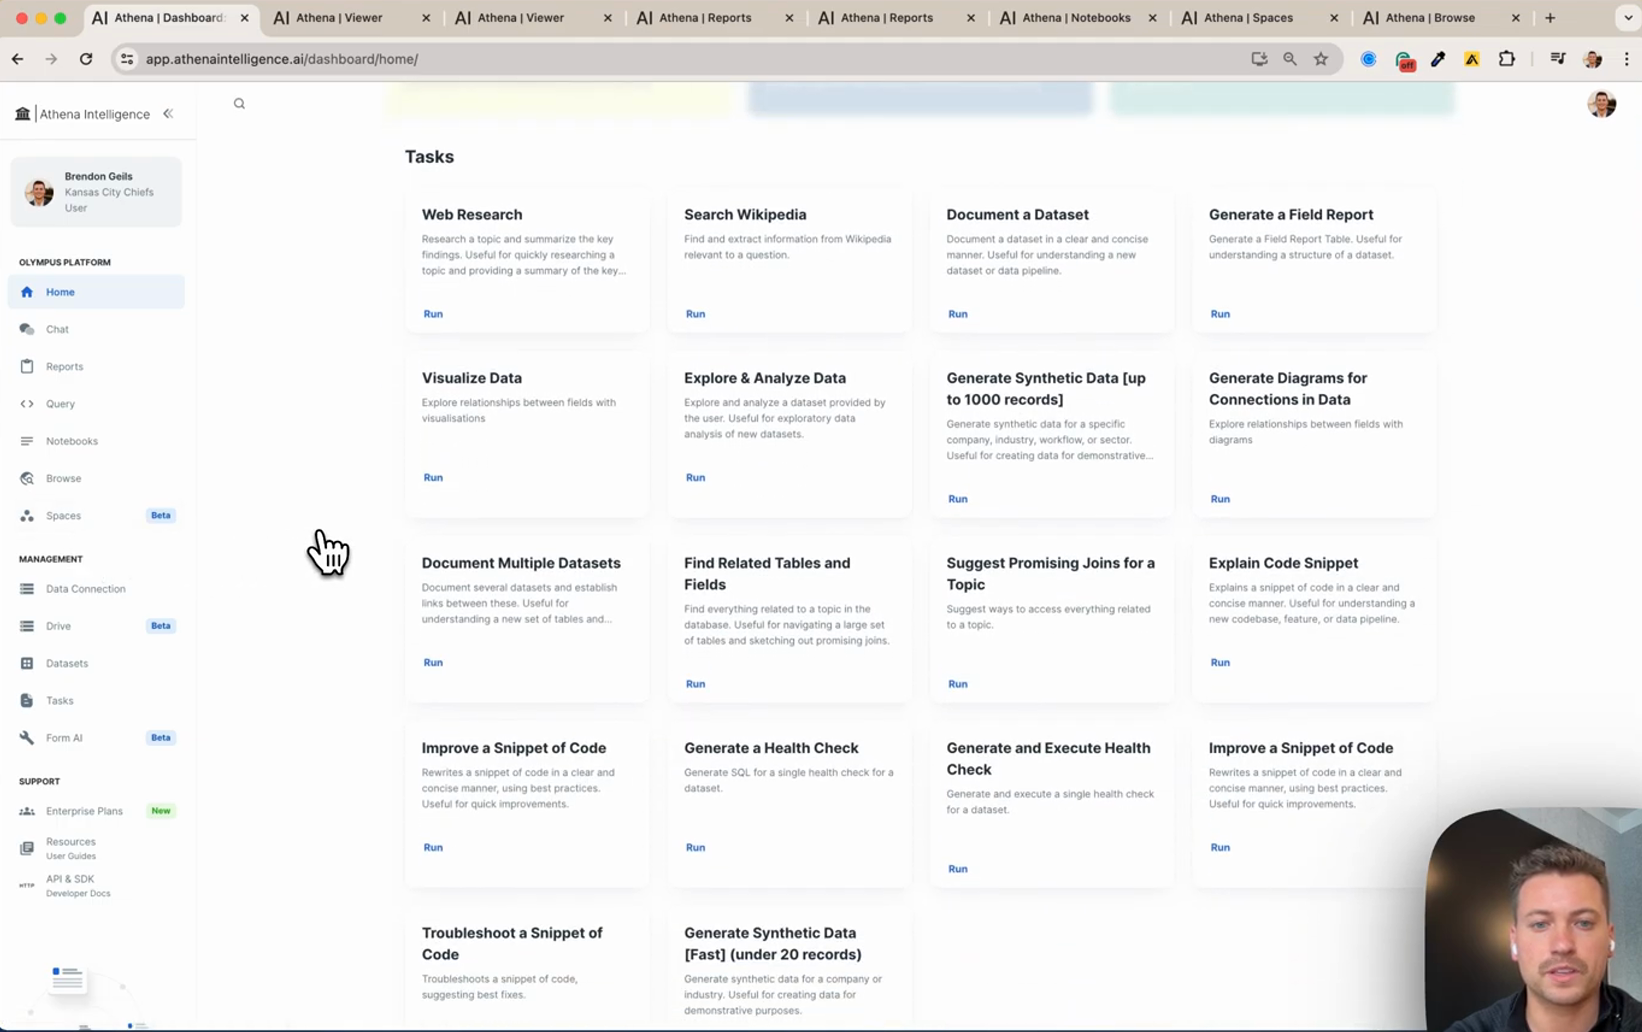 Athena | Dashboard:
Athena | Viewer
Athena | Viewer
Athena | Reports
Athena | Reports
Athena | Notebooks
Athena | Spaces
Athena | Browse
app.athenaintelligence.ai/dashboard/home/
off
Athena Intelligence
Brendon Geils
Kansas City Chiefs
User
OLYMPUS PLATFORM
Home
Chat
Reports
Query
Notebooks
Browse
Spaces
Beta
MANAGEMENT
Data Connection
Drive
Beta
Datasets
Tasks
Form AI
Beta
SUPPORT
Enterprise Plans
New
Resources
User Guides
HTTP
API & SDK
Developer Docs
Tasks
Web Research
Research a topic and summarize the key
findings. Useful for quickly researching a
topic and providing a summary of the key...
Run
Search Wikipedia
Find and extract information from Wikipedia
relevant to a question.
Run
Document a Dataset
Document a dataset in a clear and concise
manner. Useful for understanding a new
dataset or data pipeline.
Run
Generate a Field Report
Generate a Field Report Table. Useful for
understanding a structure of a dataset.
Run
Visualize Data
Explore relationships between fields with
visualisations
Run
Explore & Analyze Data
Explore and analyze a dataset provided by
the user. Useful for exploratory data
analysis of new datasets.
Run
Generate Synthetic Data [up
to 1000 records]
Generate synthetic data for a specific
company, industry, workflow, or sector.
Useful for creating data for demonstrative...
Run
Generate Diagrams for
Connections in Data
Explore relationships between fields with
diagrams
Run
Document Multiple Datasets
Document several datasets and establish
links between these. Useful for
understanding a new set of tables and...
Run
Find Related Tables and
Fields
Find everything related to a topic in the
database. Useful for navigating a large set
of tables and sketching out promising joins.
Run
Suggest Promising Joins for a
Topic
Suggest ways to access everything related
to a topic.
Run
Explain Code Snippet
Explains a snippet of code in a clear and
concise manner. Useful for understanding a
new codebase, feature, or data pipeline.
Run
Improve a Snippet of Code
Rewrites a snippet of code in a clear and
concise manner, using best practices.
Useful for quick improvements.
Run
Generate a Health Check
Generate SQL for a single health check for a
dataset.
Run
Generate and Execute Health
Check
Generate and execute a single health check
for a dataset.
Run
Improve a Snippet of Code
Rewrites a snippet of code in a clear and
concise manner, using best practices.
Useful for quick improvements.
Run
Troubleshoot a Snippet of
Code
Troubleshoots a snippet of code,
suggesting best fixes.
Generate Synthetic Data
[Fast] (under 20 records)
Generate synthetic data for a company or
industry. Useful for creating data for
demonstrative purposes.